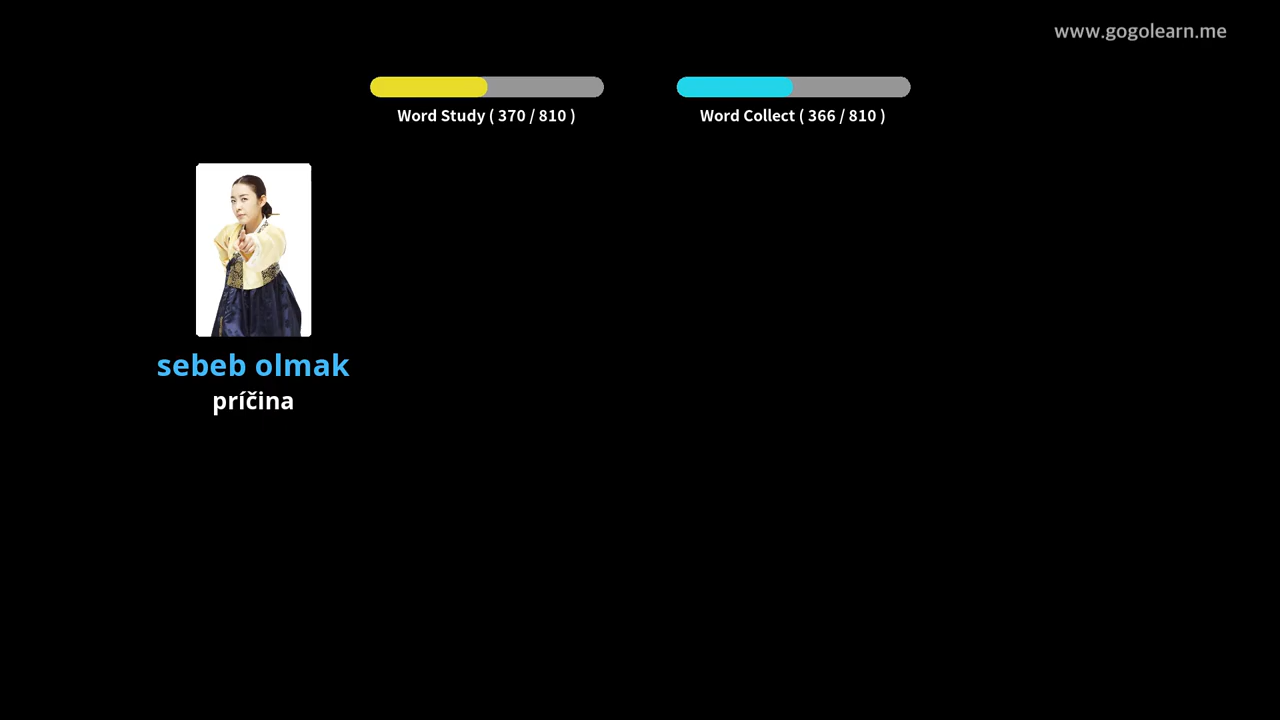 www.gogolearn.me
Word Study ( 370 / 810 )
Word Collect ( 366 / 810 )
sebeb olmak
príčina